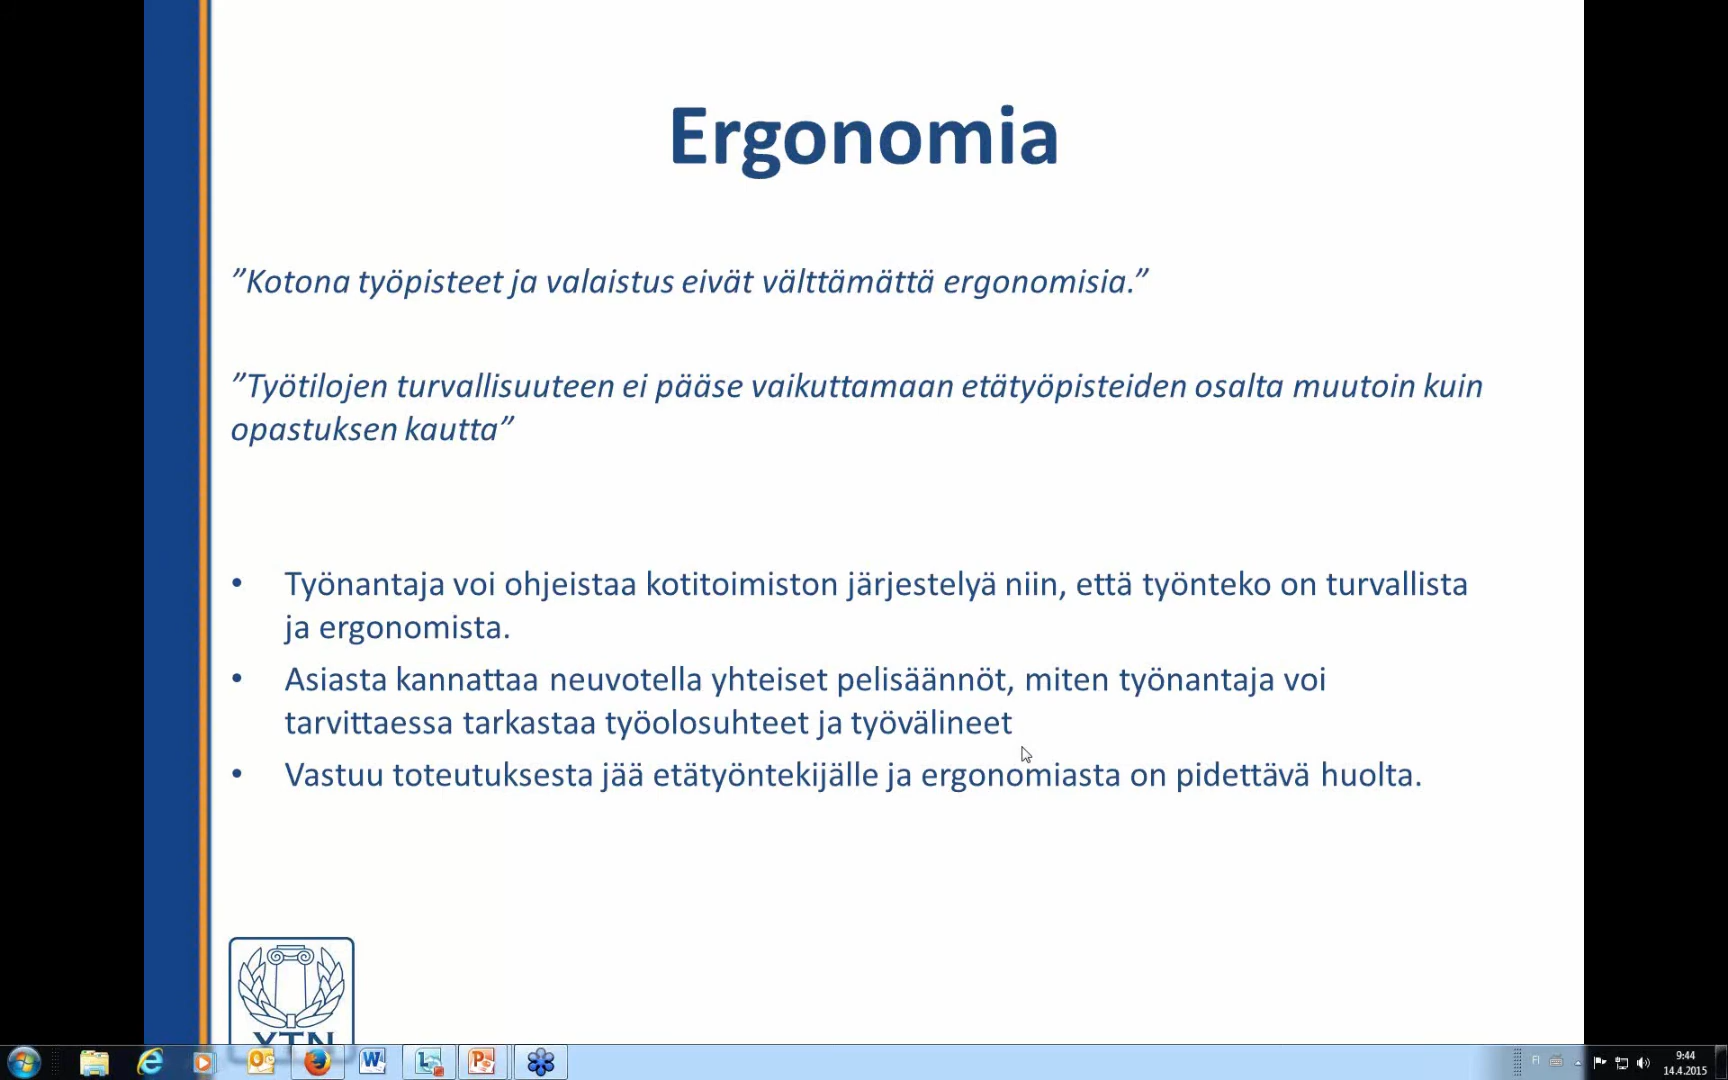 Ergonomia
”Kotona työpisteet ja valaistus eivät välttämättä ergonomisia.”
”Työtilojen turvallisuuteen ei pääse vaikuttamaan etätyöpisteiden osalta muutoin kuin
opastuksen kautta”
• Työnantaja voi ohjeistaa kotitoimiston järjestelyä niin, että työnteko on turvallista
ja ergonomista.
• Asiasta kannattaa neuvotella yhteiset pelisäännöt, miten työnantaja voi
tarvittaessa tarkastaa työolosuhteet ja työvälineet
• Vastuu toteutuksesta jää etätyöntekijälle ja ergonomiasta on pidettävä huolta.
YTN
FI
9:44
14.4.2015